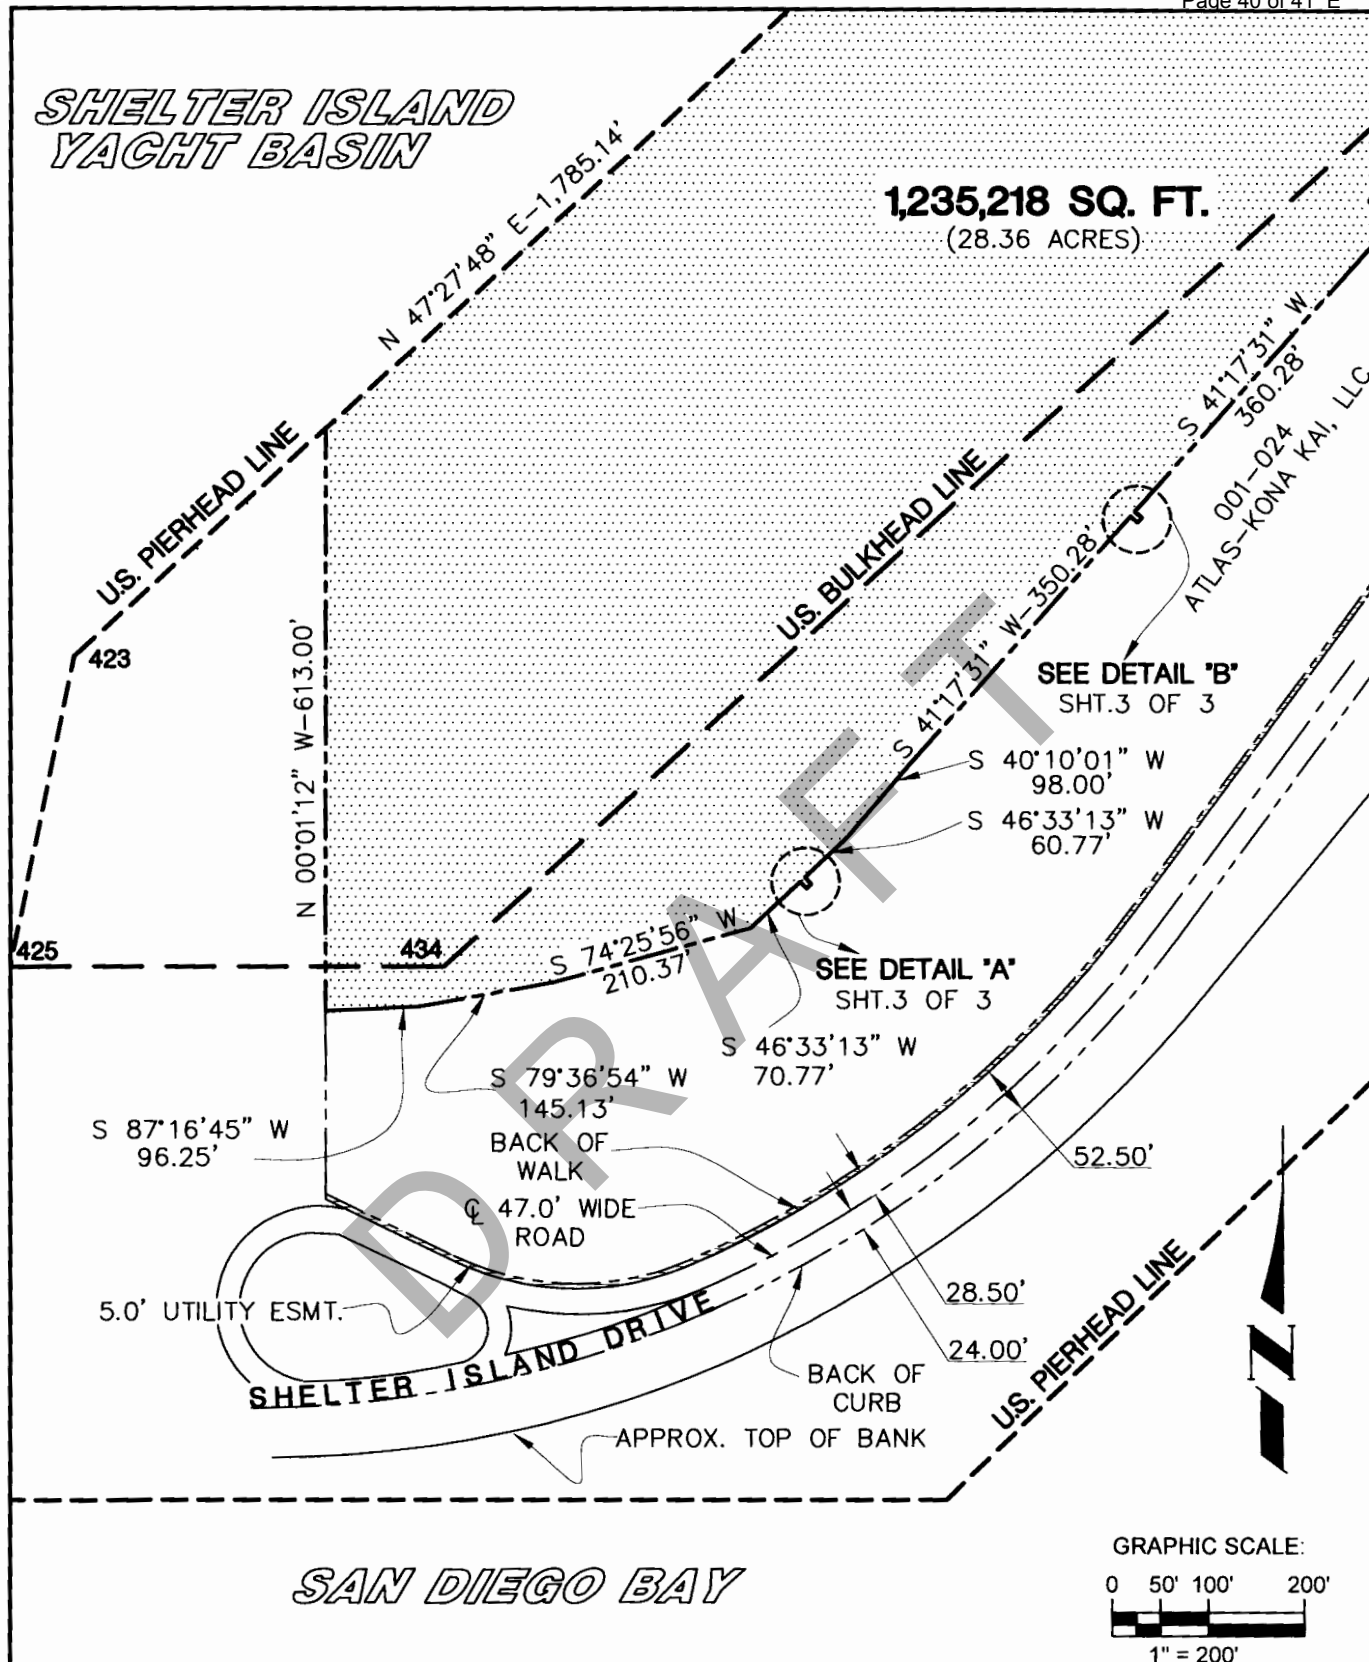 Page 40 of 41 E
SHELTER ISLAND
YACHT BASIN
N 47°27'48" E-1,785.14'
1,235,218 SQ. FT.
(28.36 ACRES)
S 41°17'31" W
360.28'
001-024
ATLAS-KONA KAI, LLC
U.S. PIERHEAD LINE
U.S. BULKHEAD LINE
423
N 00°01'12" W-613.00'
S 41°17'31" W-350.28'
SEE DETAIL "B"
SHT.3 OF 3
S 40°10'01" W
98.00'
S 46°33'13" W
60.77'
425
434
S 74°25'56" W
210.37'
SEE DETAIL "A"
SHT.3 OF 3
S 46°33'13" W
70.77'
S 79°36'54" W
145.13'
S 87°16'45" W
96.25'
BACK OF
WALK
52.50'
℄ 47.0' WIDE
ROAD
5.0' UTILITY ESMT.
28.50'
24.00'
SHELTER ISLAND DRIVE
BACK OF
CURB
APPROX. TOP OF BANK
U.S. PIERHEAD LINE
DRAFT
SAN DIEGO BAY
GRAPHIC SCALE:
0 50' 100' 200'
1" = 200'